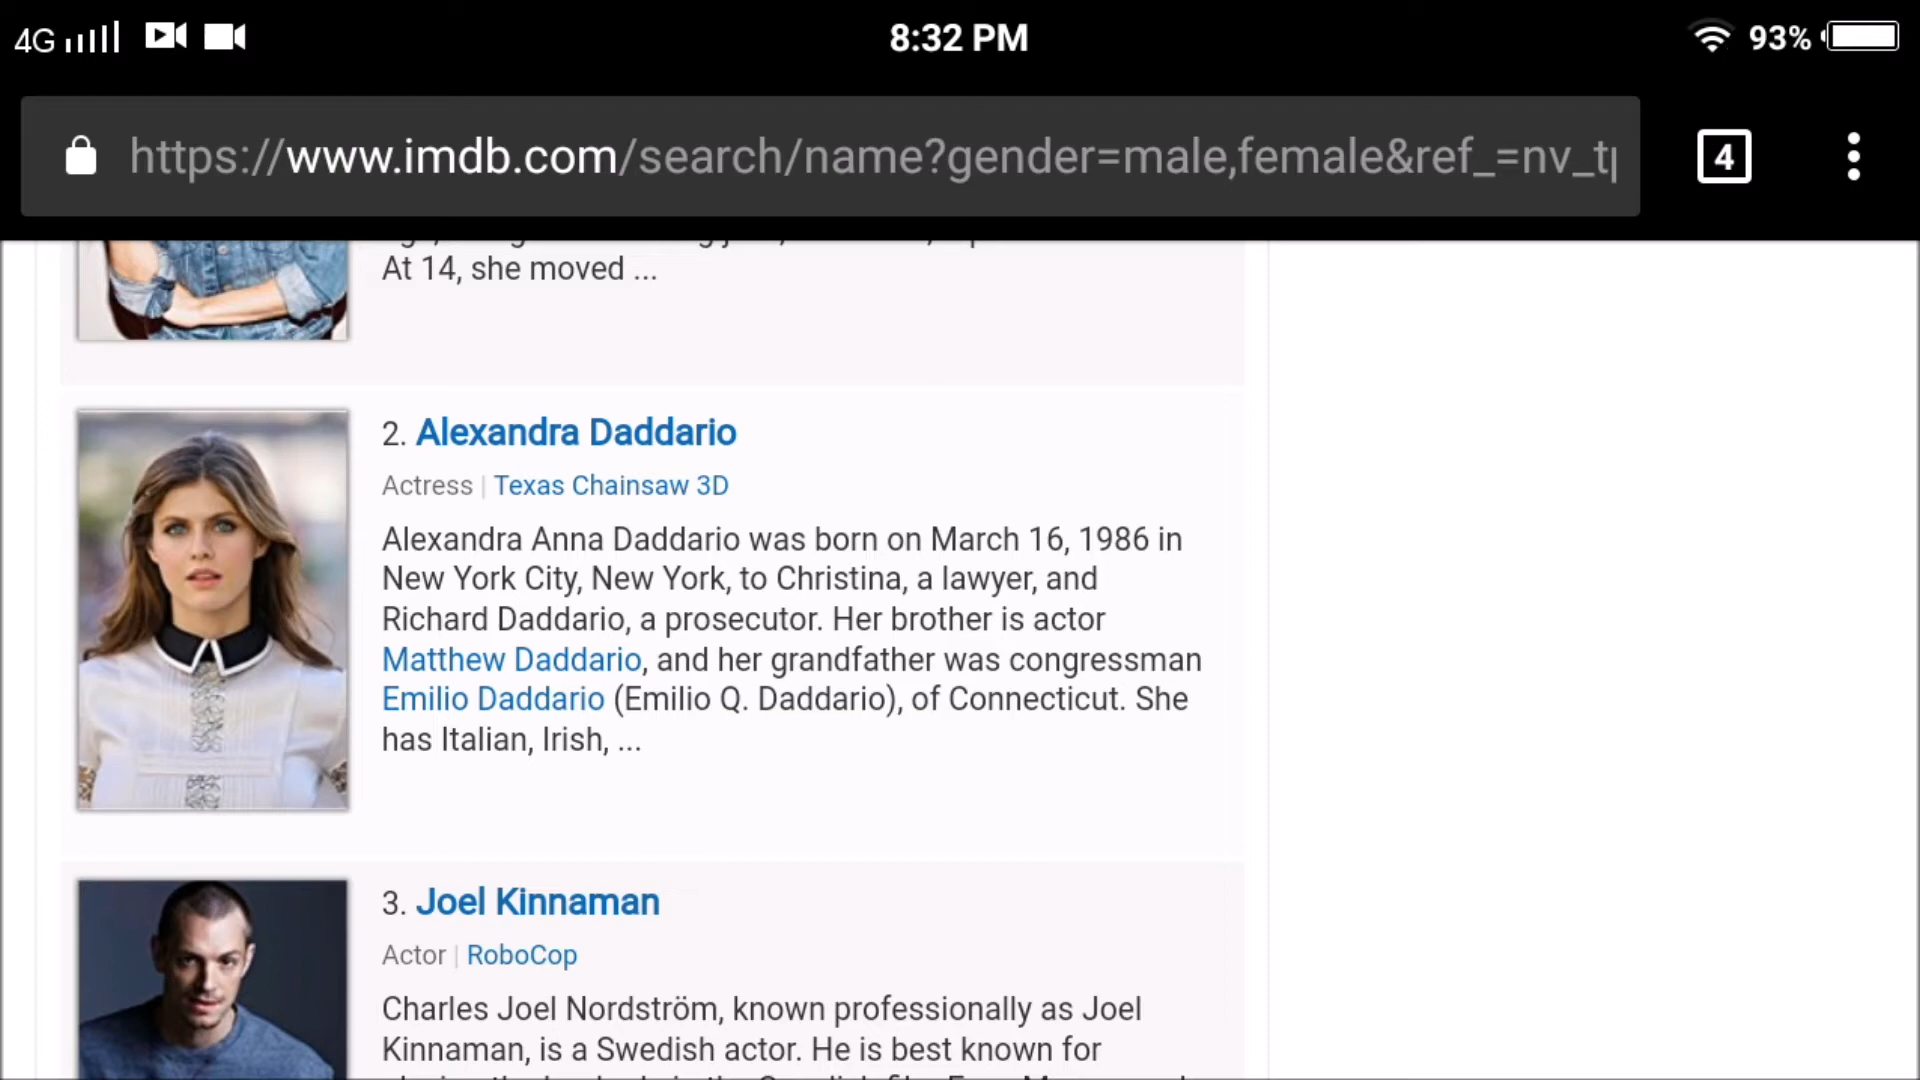 4G 8:32 PM 93%
https://www.imdb.com/search/name?gender=male,female&ref_=nv_tp 4
At 14, she moved ...
2. Alexandra Daddario
Actress | Texas Chainsaw 3D
Alexandra Anna Daddario was born on March 16, 1986 in
New York City, New York, to Christina, a lawyer, and
Richard Daddario, a prosecutor. Her brother is actor
Matthew Daddario, and her grandfather was congressman
Emilio Daddario (Emilio Q. Daddario), of Connecticut. She
has Italian, Irish, ...
3. Joel Kinnaman
Actor | RoboCop
Charles Joel Nordström, known professionally as Joel
Kinnaman, is a Swedish actor. He is best known for